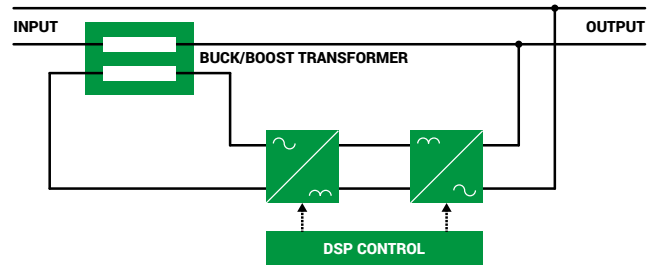 INPUT
OUTPUT
BUCK/BOOST TRANSFORMER
DSP CONTROL